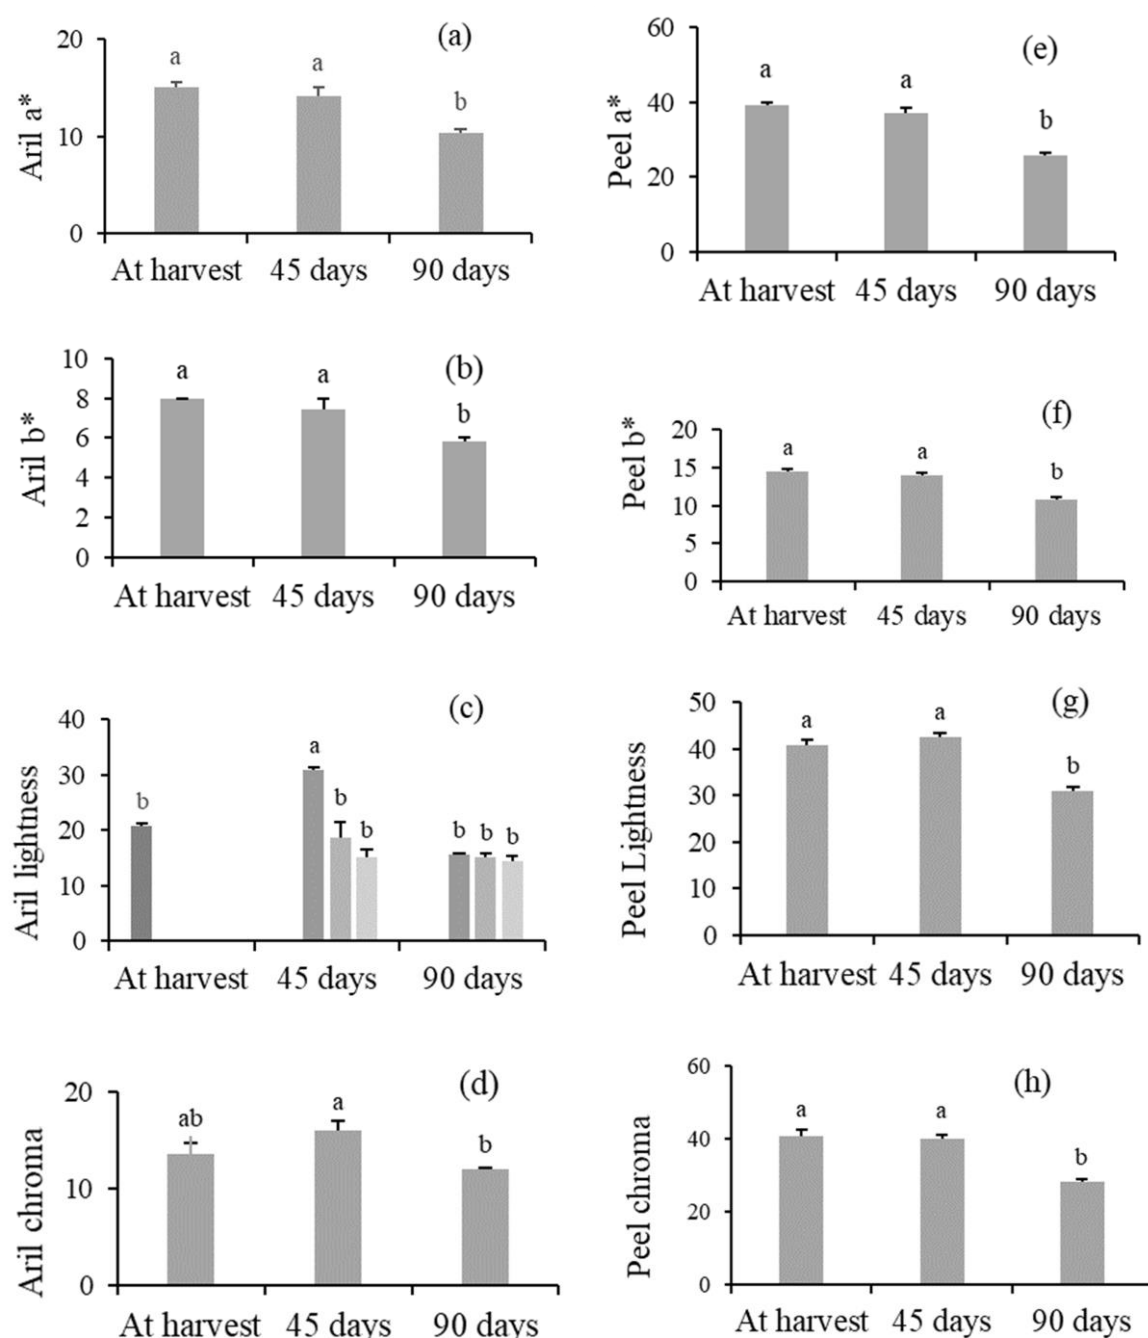 (a)
Aril a*
20
10
0
a
a
b
At harvest 45 days 90 days
(e)
Peel a*
60
40
20
0
a
a
b
At harvest 45 days 90 days
(b)
Aril b*
10
8
6
4
2
0
a
a
b
At harvest 45 days 90 days
(f)
Peel b*
20
15
10
5
0
a
a
b
At harvest 45 days 90 days
(c)
Aril lightness
40
30
20
10
0
b
a
b
b
b
b
b
At harvest 45 days 90 days
(g)
Peel Lightness
50
40
30
20
10
0
a
a
b
At harvest 45 days 90 days
(d)
Aril chroma
20
10
0
ab
a
b
At harvest 45 days 90 days
(h)
Peel chroma
60
40
20
0
a
a
b
At harvest 45 days 90 days